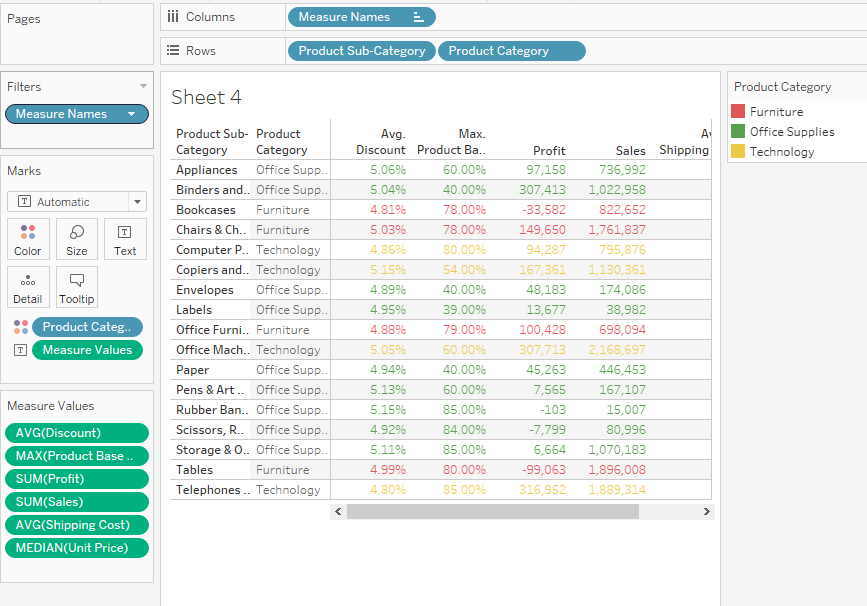 Pages
Columns
Measure Names
Rows
Product Sub-Category Product Category
Filters
Measure Names
Marks
Automatic
Color Size Text
Detail Tooltip
Product Categ..
Measure Values
Measure Values
AVG(Discount)
MAX(Product Base ..
SUM(Profit)
SUM(Sales)
AVG(Shipping Cost)
MEDIAN(Unit Price)
Sheet 4
Product Sub- Product Avg. Max. Av
Category Category Discount Product Ba.. Profit Sales Shipping
Appliances Office Supp.. 5.06% 60.00% 97,158 736,992
Binders and.. Office Supp.. 5.04% 40.00% 307,413 1,022,958
Bookcases Furniture 4.81% 78.00% -33,582 822,652
Chairs & Ch.. Furniture 5.03% 78.00% 149,650 1,761,837
Computer P.. Technology 4.86% 80.00% 94,287 795,876
Copiers and.. Technology 5.15% 54.00% 167,361 1,130,361
Envelopes Office Supp.. 4.89% 40.00% 48,183 174,086
Labels Office Supp.. 4.95% 39.00% 13,677 38,982
Office Furni.. Furniture 4.88% 79.00% 100,428 698,094
Office Mach.. Technology 5.05% 60.00% 307,713 2,168,697
Paper Office Supp.. 4.94% 40.00% 45,263 446,453
Pens & Art .. Office Supp.. 5.13% 60.00% 7,565 167,107
Rubber Ban.. Office Supp.. 5.15% 85.00% -103 15,007
Scissors, R.. Office Supp.. 4.92% 84.00% -7,799 80,996
Storage & O.. Office Supp.. 5.11% 85.00% 6,664 1,070,183
Tables Furniture 4.99% 80.00% -99,063 1,896,008
Telephones .. Technology 4.80% 85.00% 316,952 1,889,314
Product Category
Furniture
Office Supplies
Technology